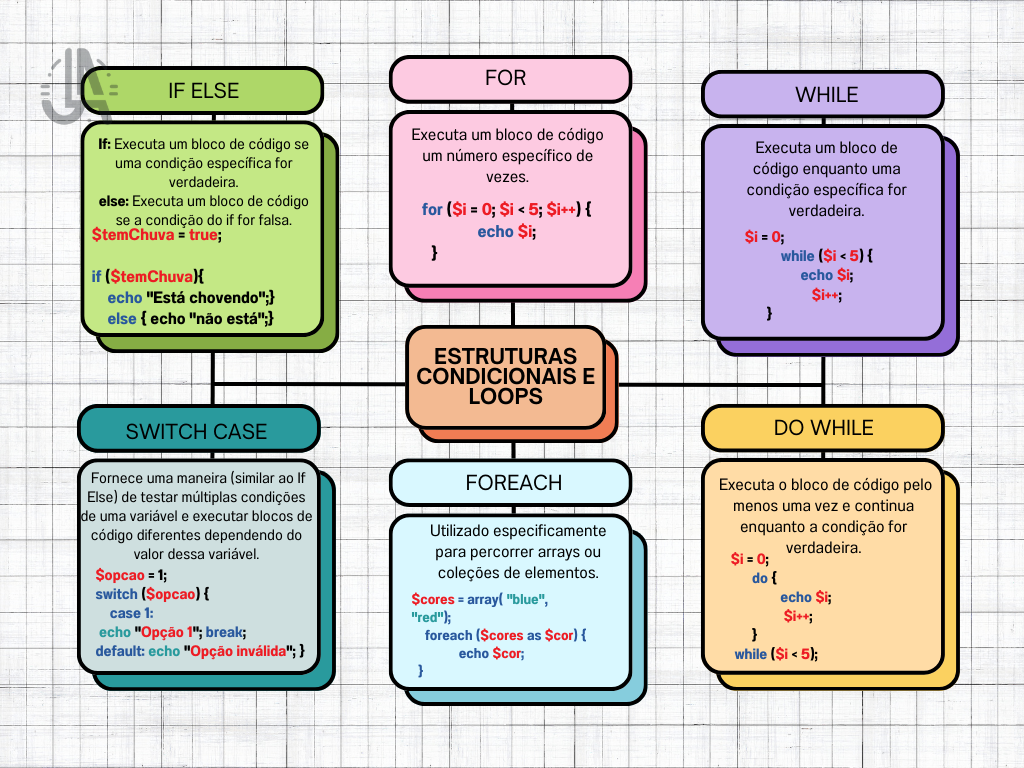 IF ELSE
If: Executa um bloco de código se
uma condição específica for
verdadeira.
else: Executa um bloco de código
se a condição do if for falsa.
$temChuva = true;
if ($temChuva){
echo "Está chovendo";}
else { echo "não está";}
FOR
Executa um bloco de código
um número específico de
vezes.
for ($i = 0; $i < 5; $i++) {
echo $i;
}
WHILE
Executa um bloco de
código enquanto uma
condição específica for
verdadeira.
$i = 0;
while ($i < 5) {
echo $i;
$i++;
}
ESTRUTURAS
CONDICIONAIS E
LOOPS
SWITCH CASE
Fornece uma maneira (similar ao If
Else) de testar múltiplas condições
de uma variável e executar blocos de
código diferentes dependendo do
valor dessa variável.
$opcao = 1;
switch ($opcao) {
case 1:
echo "Opção 1"; break;
default: echo "Opção inválida"; }
FOREACH
Utilizado especificamente
para percorrer arrays ou
coleções de elementos.
$cores = array( "blue",
"red");
foreach ($cores as $cor) {
echo $cor;
}
DO WHILE
Executa o bloco de código pelo
menos uma vez e continua
enquanto a condição for
verdadeira.
$i = 0;
do {
echo $i;
$i++;
}
while ($i < 5);